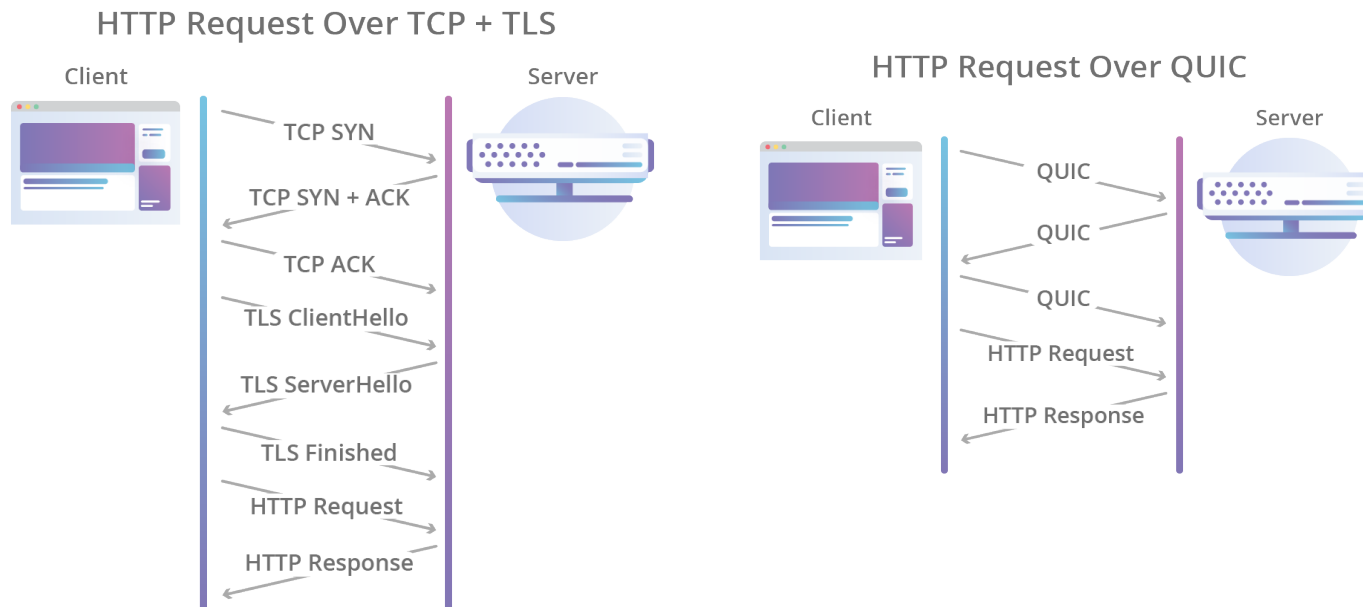 HTTP Request Over TCP + TLS
Client
Server
TCP SYN
TCP SYN + ACK
TCP ACK
TLS ClientHello
TLS ServerHello
TLS Finished
HTTP Request
HTTP Response
HTTP Request Over QUIC
Client
Server
QUIC
QUIC
QUIC
HTTP Request
HTTP Response